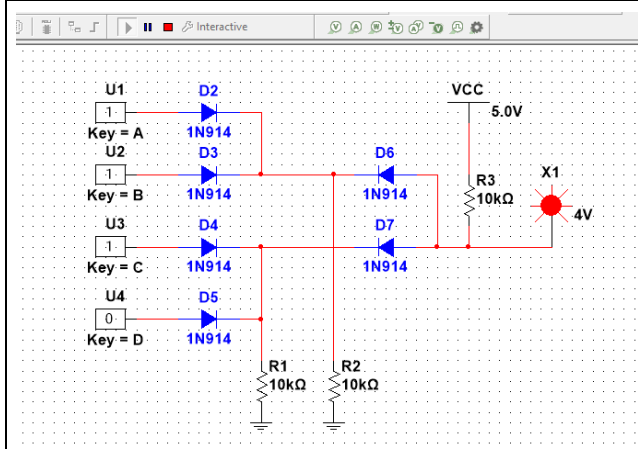 Interactive
U1
D2
VCC
1
5.0V
Key = A
1N914
U2
D3
D6
X1
1
R3
10kΩ
Key = B
1N914
1N914
4V
U3
D4
D7
1
Key = C
1N914
1N914
U4
D5
0
Key = D
1N914
R1
R2
10kΩ
10kΩ